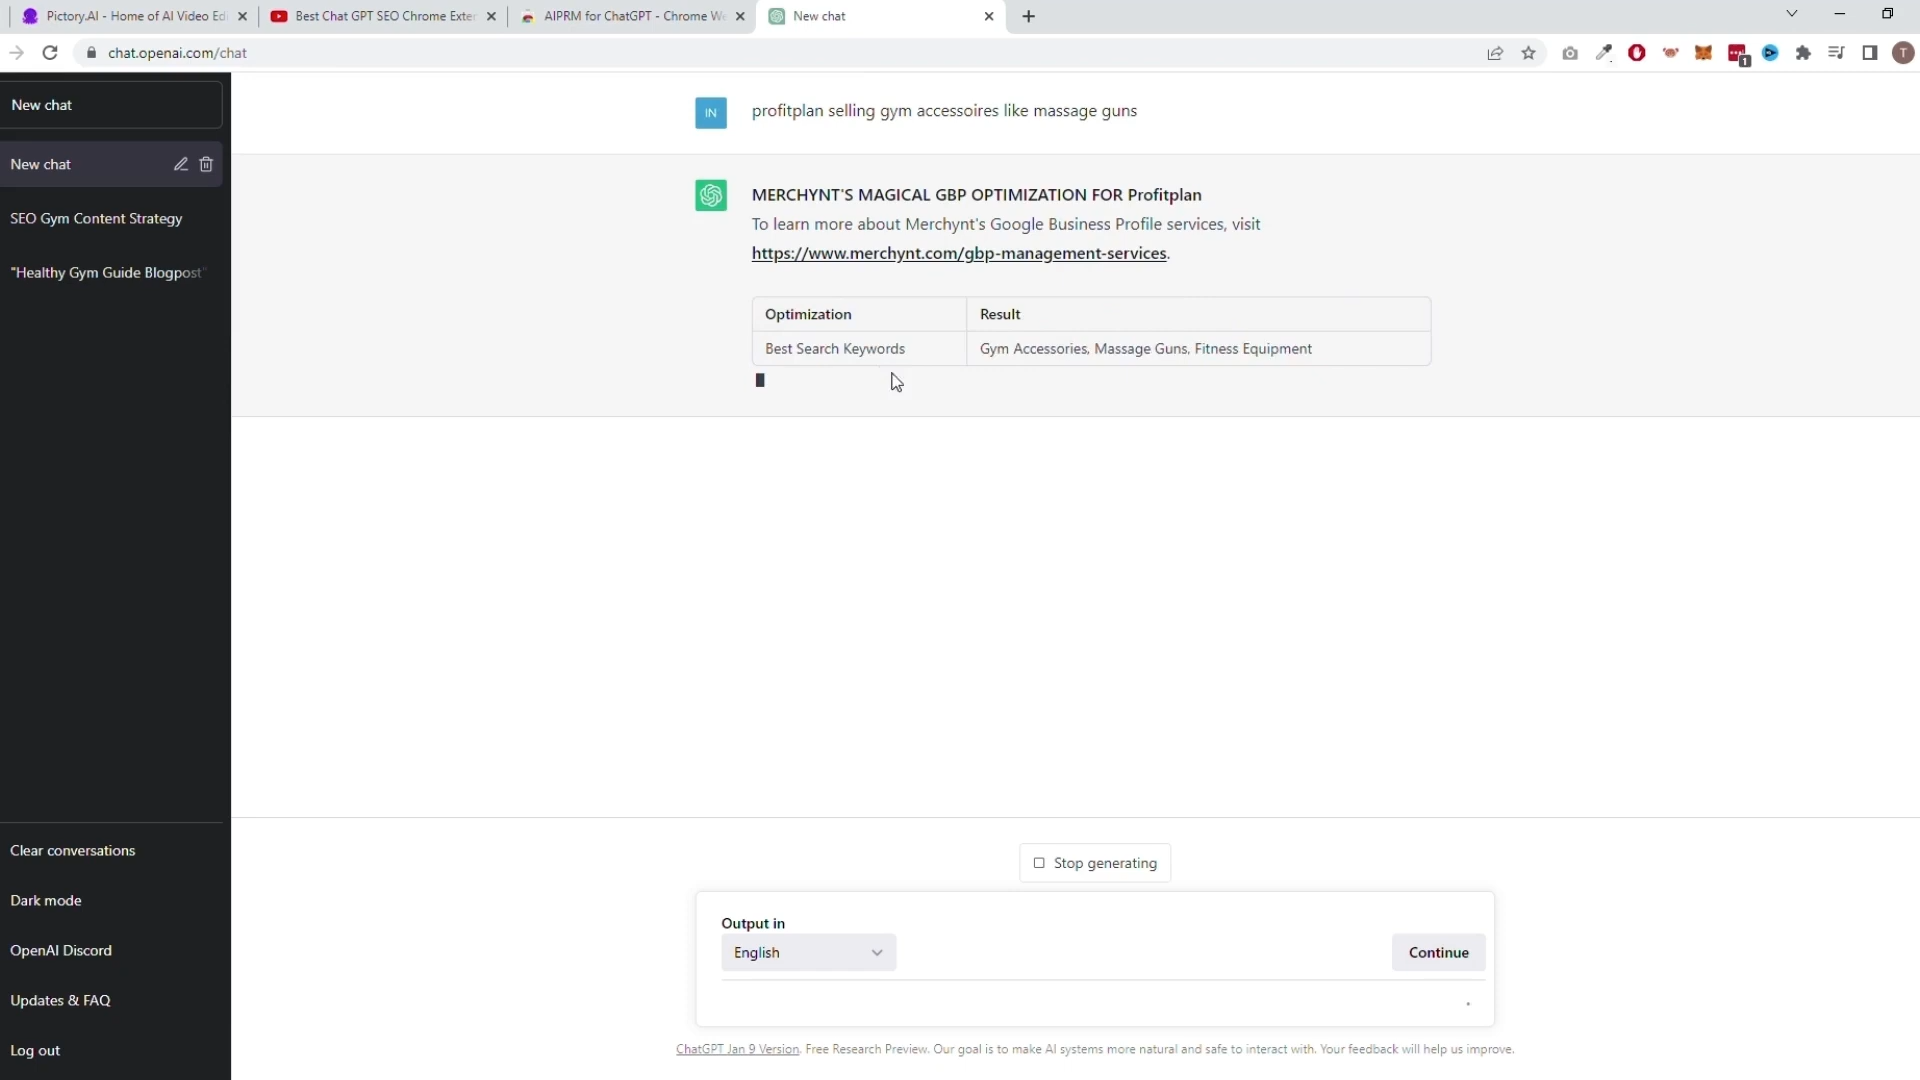 Pictory.AI - Home of AI Video Edi
Best Chat GPT SEO Chrome Exten
AIPRM for ChatGPT - Chrome We
New chat
chat.openai.com/chat
1
T
New chat
New chat
SEO Gym Content Strategy
"Healthy Gym Guide Blogpost"
Clear conversations
Dark mode
OpenAI Discord
Updates & FAQ
Log out
IN
profitplan selling gym accessoires like massage guns
MERCHYNT'S MAGICAL GBP OPTIMIZATION FOR Profitplan
To learn more about Merchynt's Google Business Profile services, visit
https://www.merchynt.com/gbp-management-services.
Optimization
Result
Best Search Keywords
Gym Accessories, Massage Guns, Fitness Equipment
Stop generating
Output in
English
Continue
ChatGPT Jan 9 Version. Free Research Preview. Our goal is to make AI systems more natural and safe to interact with. Your feedback will help us improve.